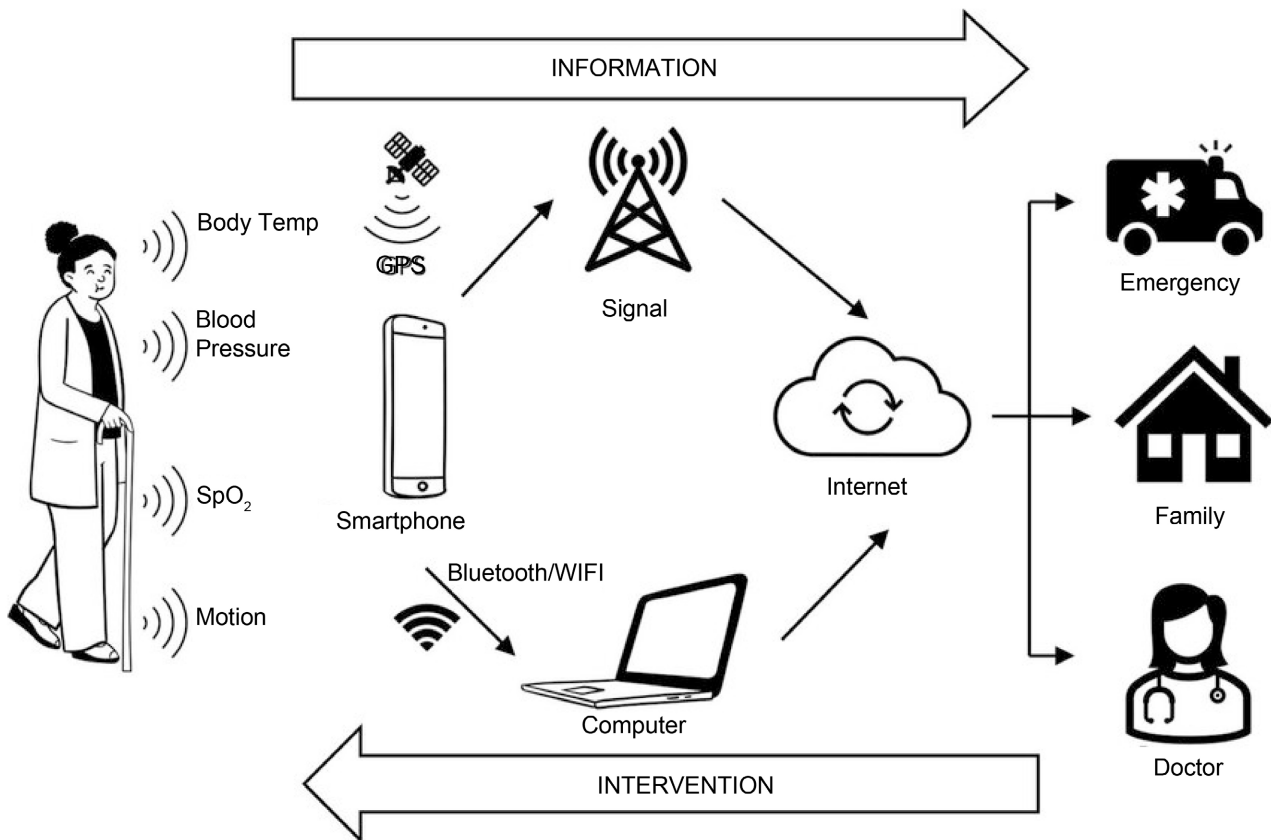 INFORMATION
Body Temp
GPS
Signal
Emergency
Blood
Pressure
Smartphone
Internet
Family
SpO₂
Bluetooth/WIFI
Motion
Computer
Doctor
INTERVENTION